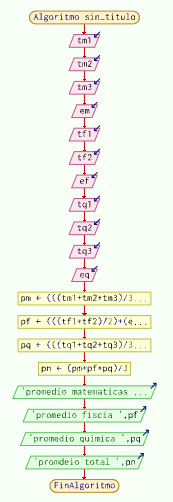 Algoritmo sin_titulo
tm1
tm2
tm3
em
tf1
tf2
ef
tq1
tq2
tq3
eq
pm ← (((tm1+tm2+tm3)/3...
pf ← (((tf1+tf2)/2)+(e...
pq ← (((tq1+tq2+tq3)/3...
pn ← (pm+pf+pq)/3
'promedio matematicas ...
'promedio fiscia ',pf
'promedio quimica ',pq
'promdeio total ',pn
FinAlgoritmo